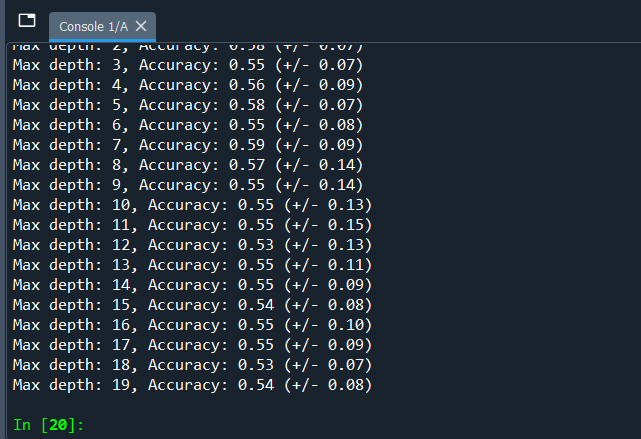 Console 1/A
Max depth: 2, Accuracy: 0.58 (+/- 0.07)
Max depth: 3, Accuracy: 0.55 (+/- 0.07)
Max depth: 4, Accuracy: 0.56 (+/- 0.09)
Max depth: 5, Accuracy: 0.58 (+/- 0.07)
Max depth: 6, Accuracy: 0.55 (+/- 0.08)
Max depth: 7, Accuracy: 0.59 (+/- 0.09)
Max depth: 8, Accuracy: 0.57 (+/- 0.14)
Max depth: 9, Accuracy: 0.55 (+/- 0.14)
Max depth: 10, Accuracy: 0.55 (+/- 0.13)
Max depth: 11, Accuracy: 0.55 (+/- 0.15)
Max depth: 12, Accuracy: 0.53 (+/- 0.13)
Max depth: 13, Accuracy: 0.55 (+/- 0.11)
Max depth: 14, Accuracy: 0.55 (+/- 0.09)
Max depth: 15, Accuracy: 0.54 (+/- 0.08)
Max depth: 16, Accuracy: 0.55 (+/- 0.10)
Max depth: 17, Accuracy: 0.55 (+/- 0.09)
Max depth: 18, Accuracy: 0.53 (+/- 0.07)
Max depth: 19, Accuracy: 0.54 (+/- 0.08)
In [20]: